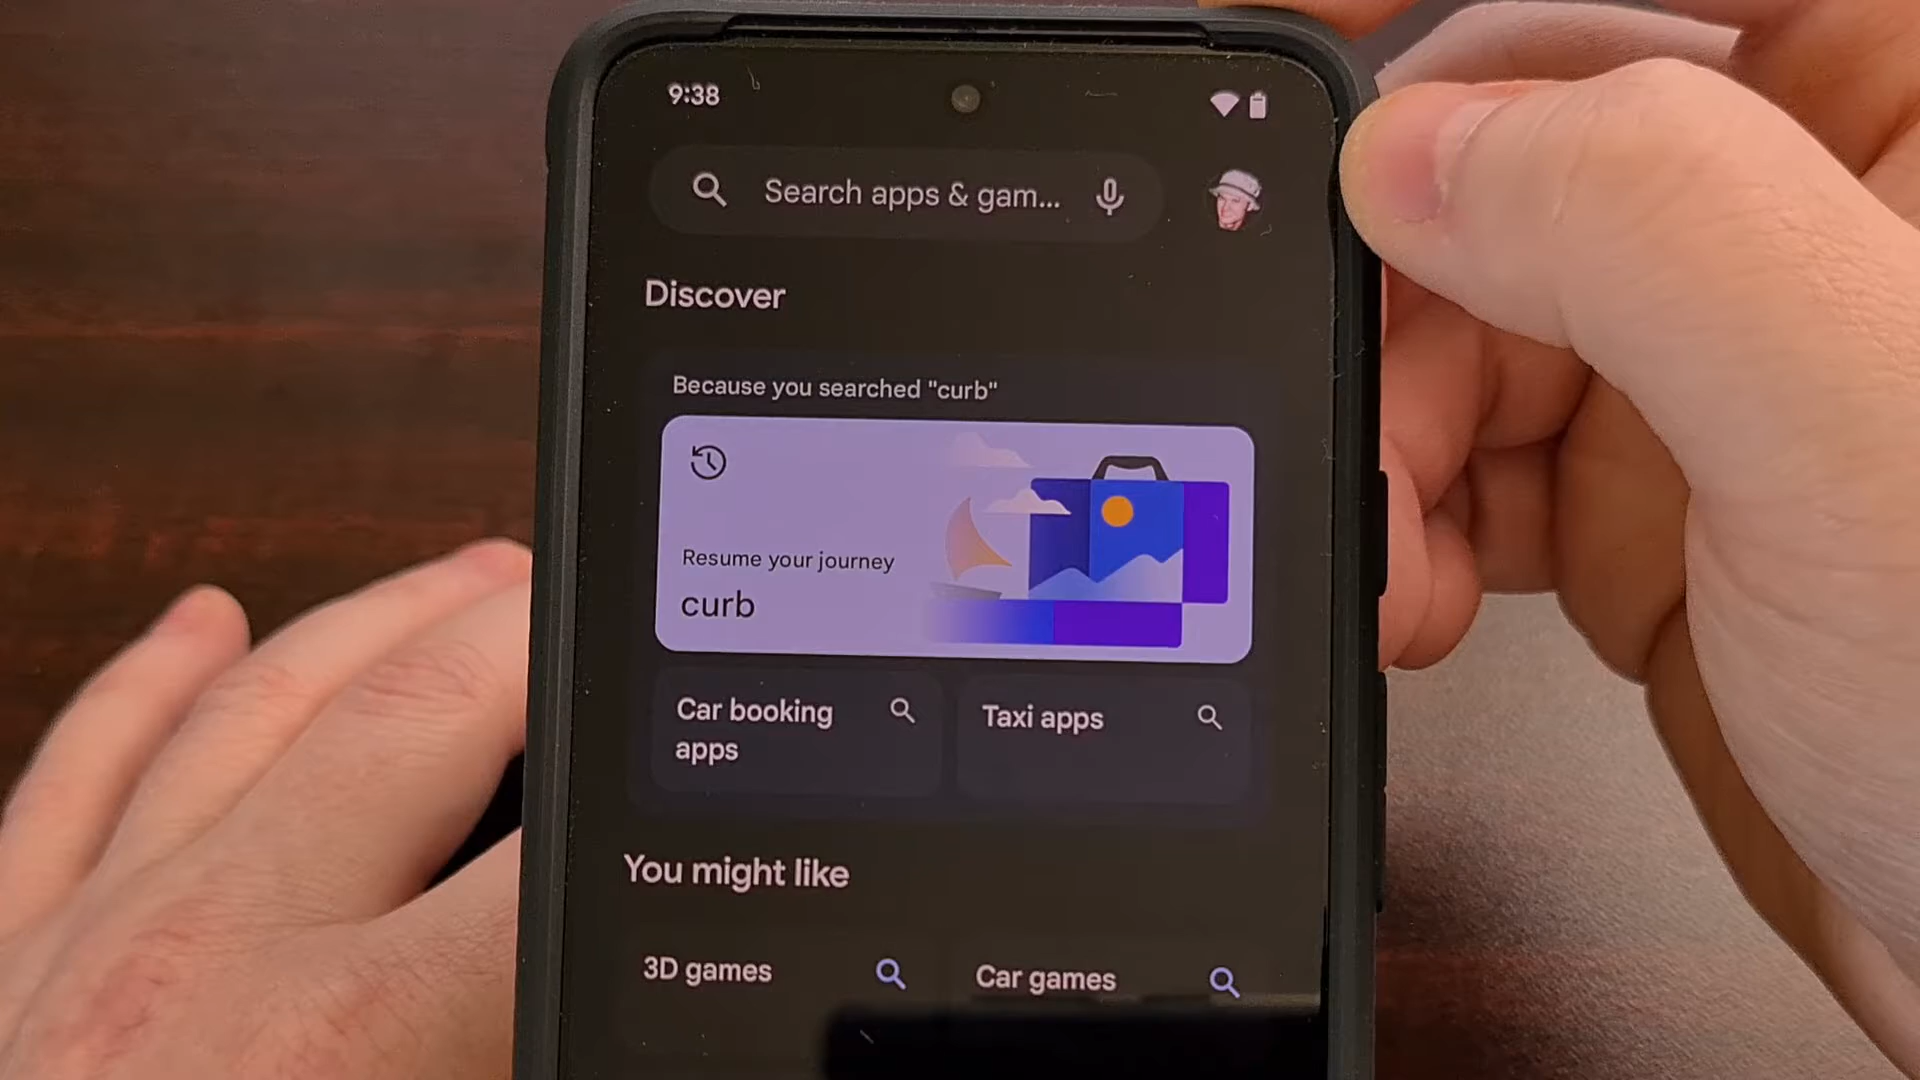 9:38
Search apps & gam...
Discover
Because you searched "curb"
Resume your journey
curb
Car booking
apps
Taxi apps
You might like
3D games
Car games